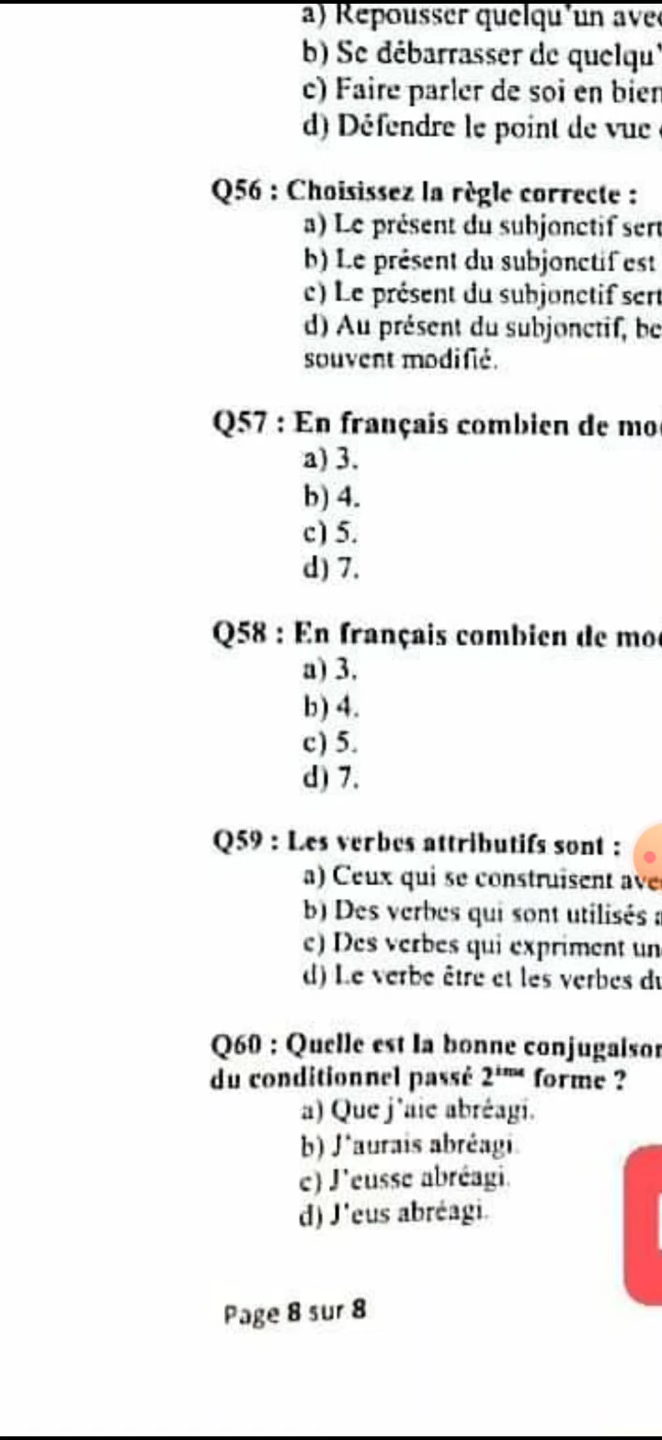 a) Repousser quelqu'un avec
b) Se débarrasser de quelqu'
c) Faire parler de soi en bien
d) Défendre le point de vue
Q56 : Choisissez la règle correcte :
a) Le présent du subjonctif sert
b) Le présent du subjonctif est
c) Le présent du subjonctif sert
d) Au présent du subjonctif, be
souvent modifié.
Q57 : En français combien de mo
a) 3.
b) 4.
c) 5.
d) 7.
Q58 : En français combien de mo
a) 3.
b) 4.
c) 5.
d) 7.
Q59 : Les verbes attributifs sont :
a) Ceux qui se construisent avec
b) Des verbes qui sont utilisés a
c) Des verbes qui expriment un
d) Le verbe être et les verbes du
Q60 : Quelle est la bonne conjugaison
du conditionnel passé 2ième forme ?
a) Que j'aie abréagi.
b) J'aurais abréagi.
c) J'eusse abréagi.
d) J'eus abréagi.
Page 8 sur 8